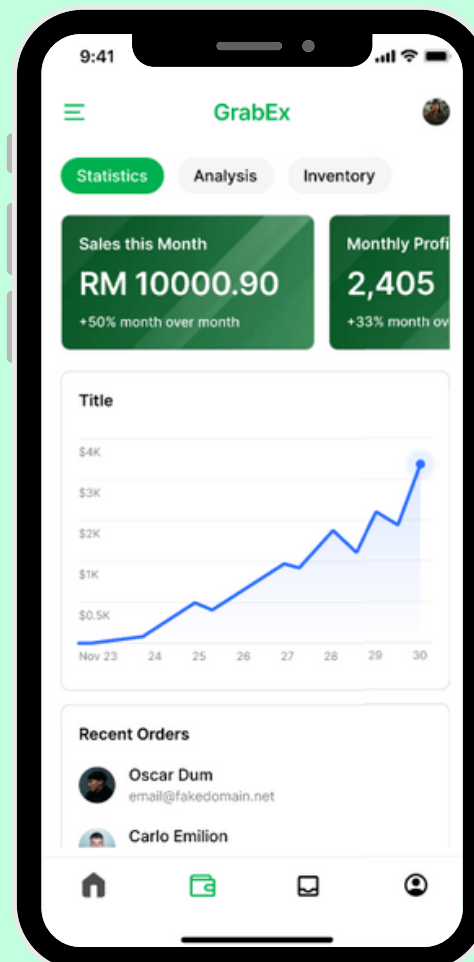 9:41
GrabEx
Statistics Analysis Inventory
Sales this Month
RM 10000.90
+50% month over month
Monthly Profi
2,405
+33% month ov
Title
$4K
$3K
$2K
$1K
$0.5K
Nov 23 24 25 26 27 28 29 30
Recent Orders
Oscar Dum
email@fakedomain.net
Carlo Emilion